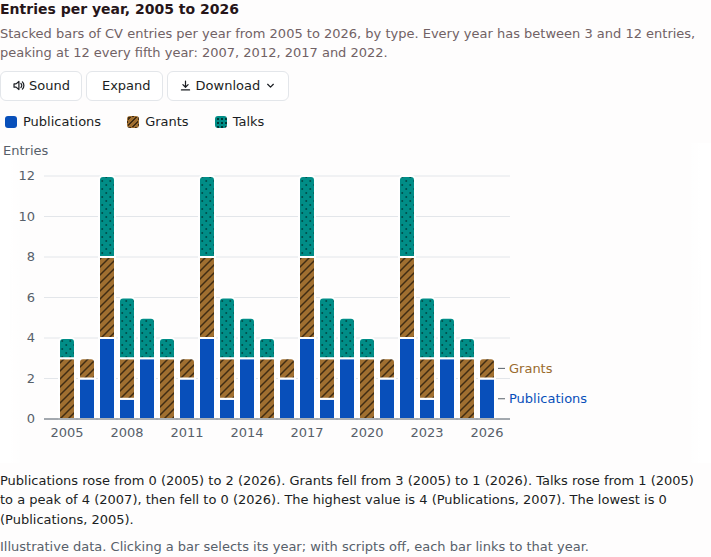 Entries per year, 2005 to 2026
Stacked bars of CV entries per year from 2005 to 2026, by type. Every year has between 3 and 12 entries,
peaking at 12 every fifth year: 2007, 2012, 2017 and 2022.
Sound Expand Download
Publications Grants Talks
Entries
12
10
8
6
4
2
0
Grants
Publications
2005 2008 2011 2014 2017 2020 2023 2026
Publications rose from 0 (2005) to 2 (2026). Grants fell from 3 (2005) to 1 (2026). Talks rose from 1 (2005)
to a peak of 4 (2007), then fell to 0 (2026). The highest value is 4 (Publications, 2007). The lowest is 0
(Publications, 2005).
Illustrative data. Clicking a bar selects its year; with scripts off, each bar links to that year.